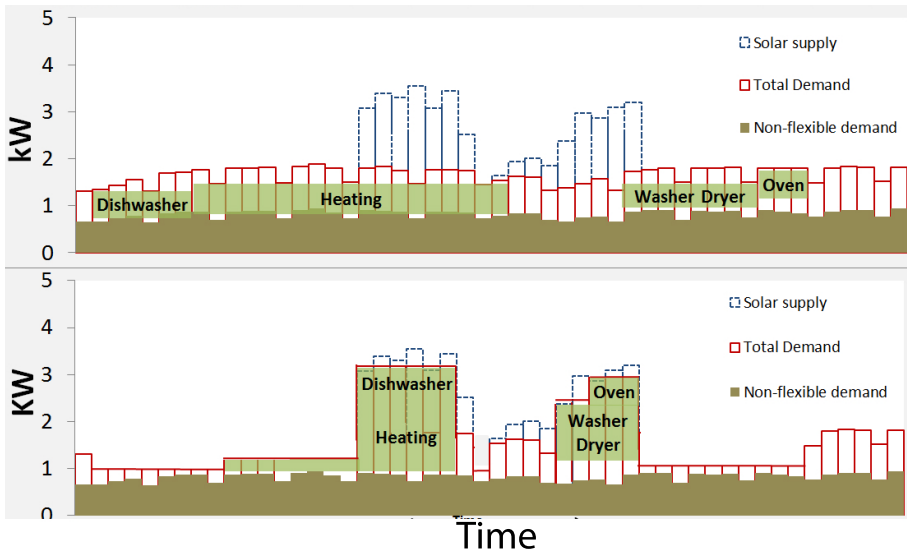 5
4
3
2
1
0
kW
Solar supply
Total Demand
Non-flexible demand
Dishwasher
Heating
Washer Dryer
Oven
5
4
3
2
1
0
KW
Solar supply
Total Demand
Non-flexible demand
Dishwasher
Heating
Oven
Washer
Dryer
Time